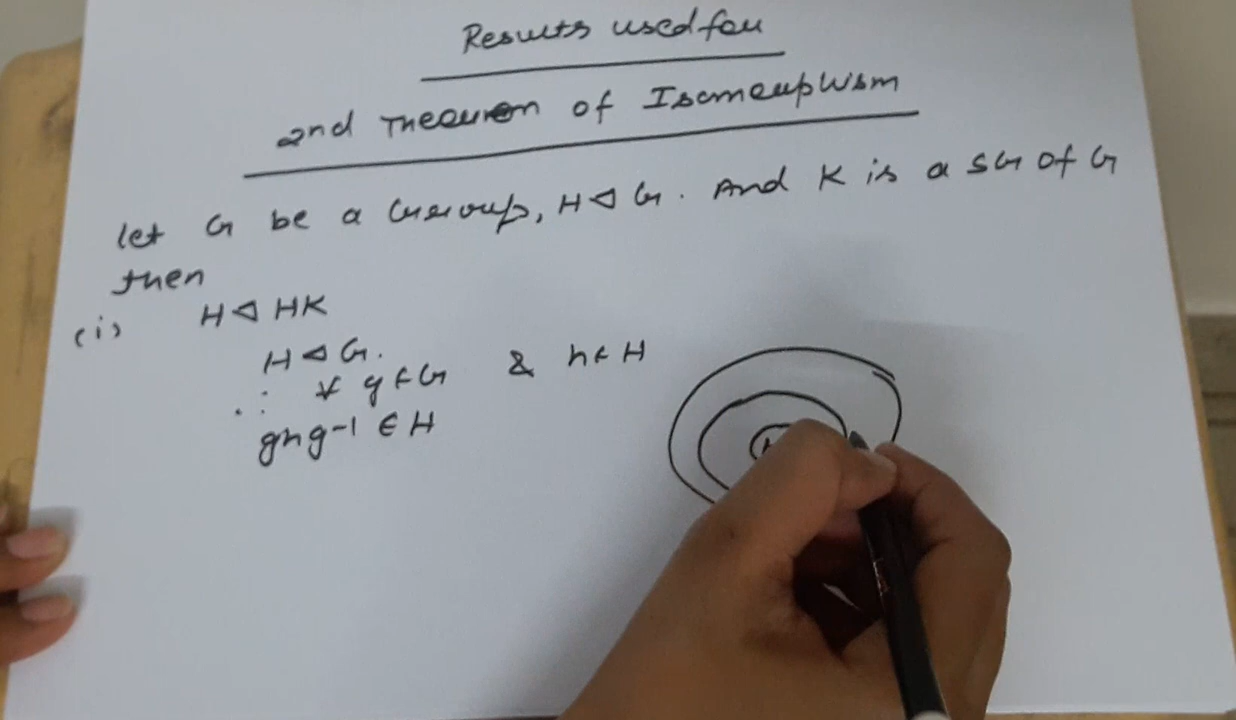 Results used for
2nd Theorem of Isomorphism
let G be a Group, H ⊲ G. And K is a SG of G
then
(i) H ⊲ HK
H ⊲ G.
∴ ∀ g ∈ G & h ∈ H
ghg-1 ∈ H
H